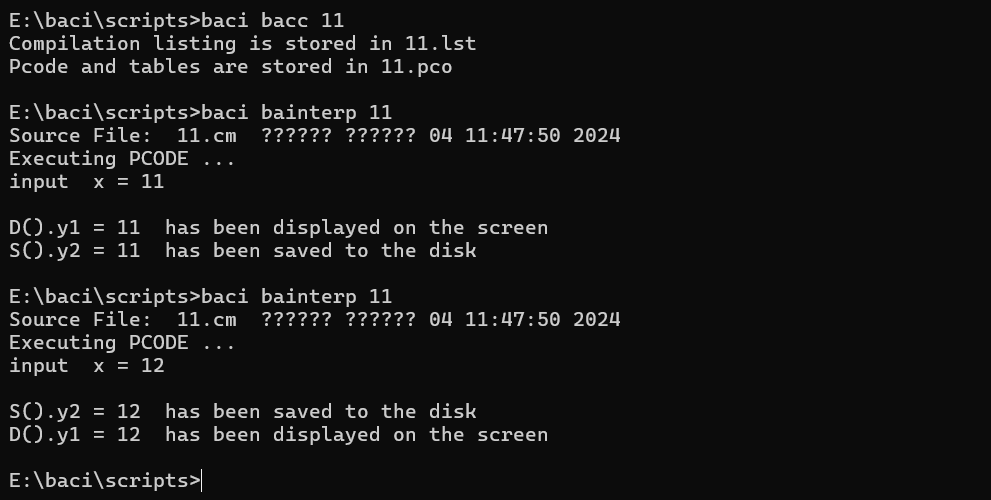 E:\baci\scripts>baci bacc 11
Compilation listing is stored in 11.lst
Pcode and tables are stored in 11.pco
E:\baci\scripts>baci bainterp 11
Source File:  11.cm  ?????? ?????? 04 11:47:50 2024
Executing PCODE ...
input  x = 11
D().y1 = 11  has been displayed on the screen
S().y2 = 11  has been saved to the disk
E:\baci\scripts>baci bainterp 11
Source File:  11.cm  ?????? ?????? 04 11:47:50 2024
Executing PCODE ...
input  x = 12
S().y2 = 12  has been saved to the disk
D().y1 = 12  has been displayed on the screen
E:\baci\scripts>